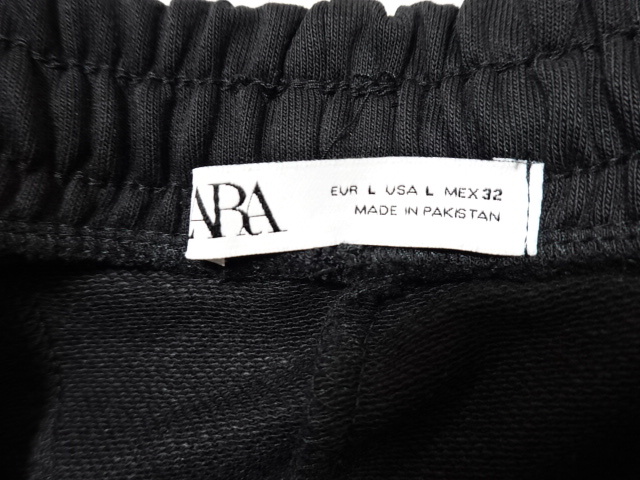 ARA
EUR L USA L MEX 32
MADE IN PAKISTAN